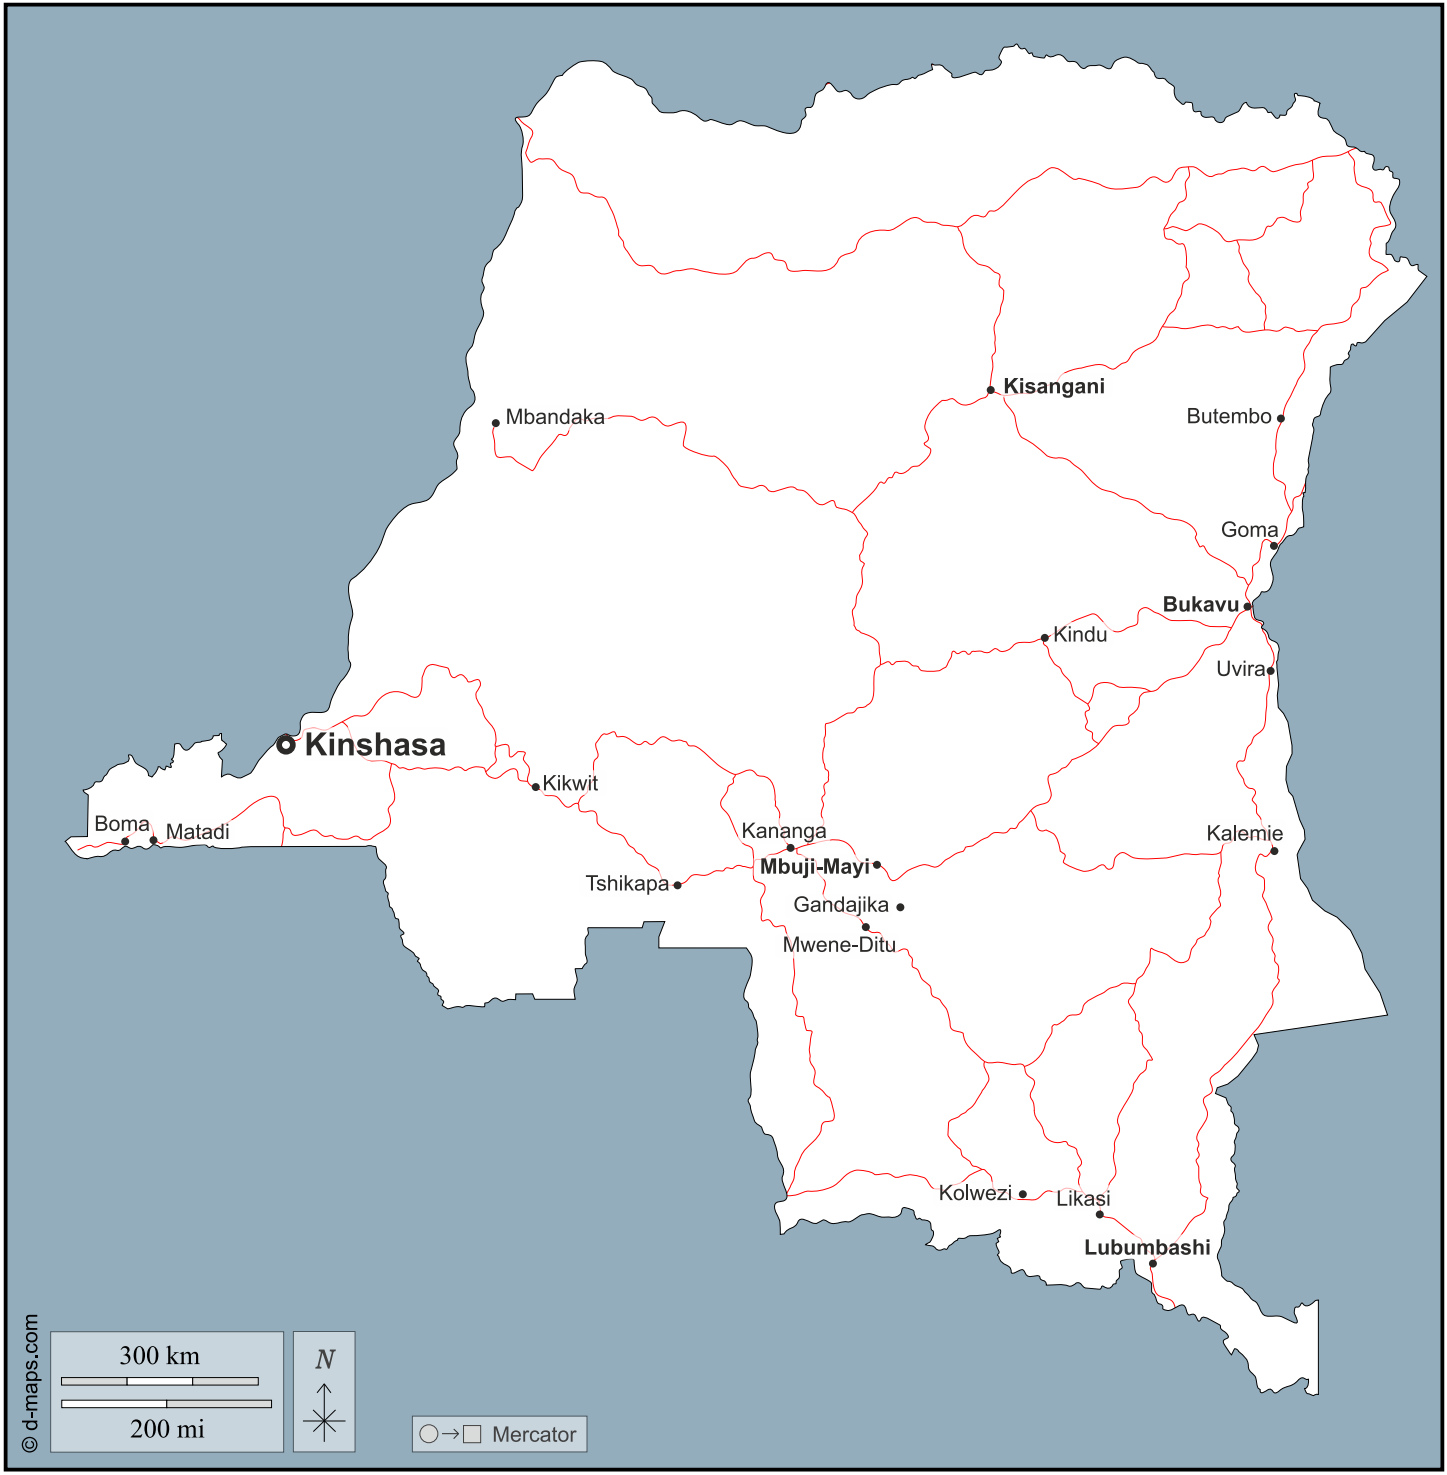 Kisangani
Mbandaka
Butembo
Goma
Bukavu
Kindu
Uvira
Kinshasa
Kikwit
Boma
Matadi
Kananga
Kalemie
Mbuji-Mayi
Tshikapa
Gandajika
Mwene-Ditu
Kolwezi
Likasi
Lubumbashi
© d-maps.com
300 km
200 mi
N
Mercator